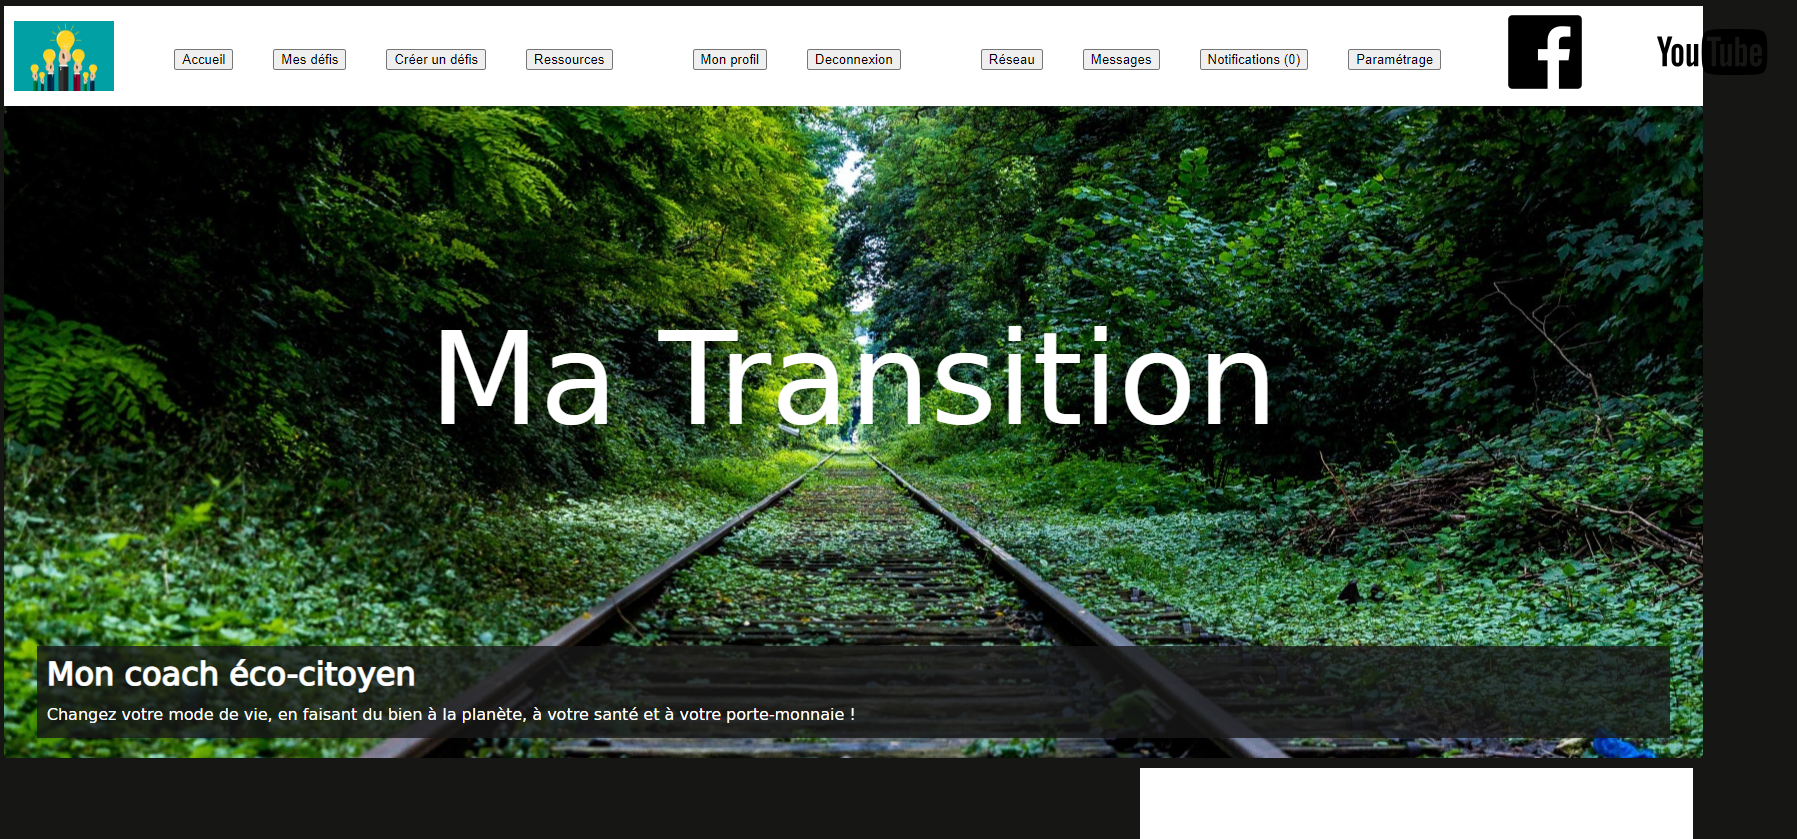 Accueil
Mes défis
Créer un défis
Ressources
Mon profil
Deconnexion
Réseau
Messages
Notifications (0)
Paramétrage
f
YouTube
Ma Transition
Mon coach éco-citoyen
Changez votre mode de vie, en faisant du bien à la planète, à votre santé et à votre porte-monnaie !